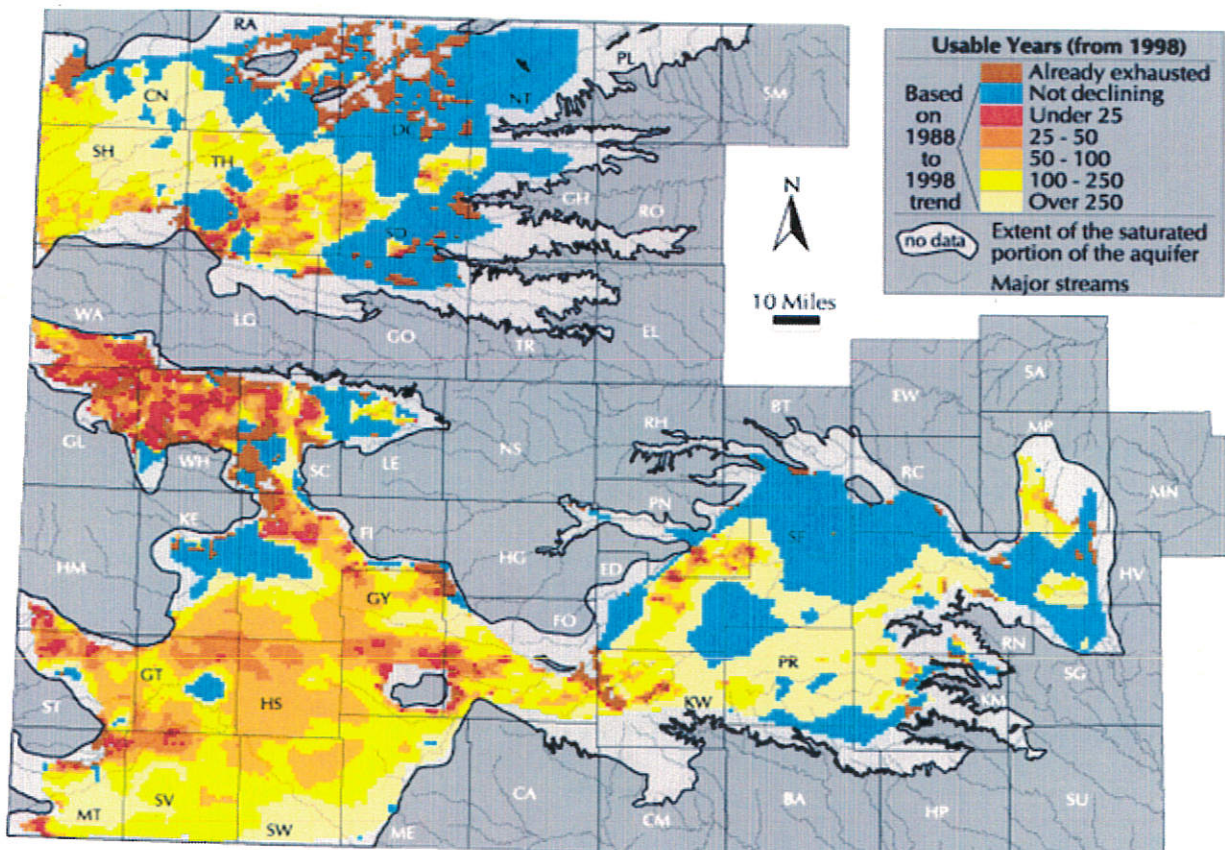 Usable Years (from 1998)
Already exhausted
Based on 1988 to 1998 trend
Not declining
Under 25
25 - 50
50 - 100
100 - 250
Over 250
no data
Extent of the saturated portion of the aquifer
Major streams
N
10 Miles
RA
PL
SM
CN
NT
DC
SH
TH
GH
RO
SD
WA
LG
GO
TR
EL
GL
WH
SC
LE
NS
RH
BT
EW
SA
RC
MP
MN
KE
FI
PN
SF
HM
HG
ED
HV
GY
FO
RN
GT
HS
PR
SG
ST
KW
KM
MT
SV
SW
ME
CA
CM
BA
HP
SU